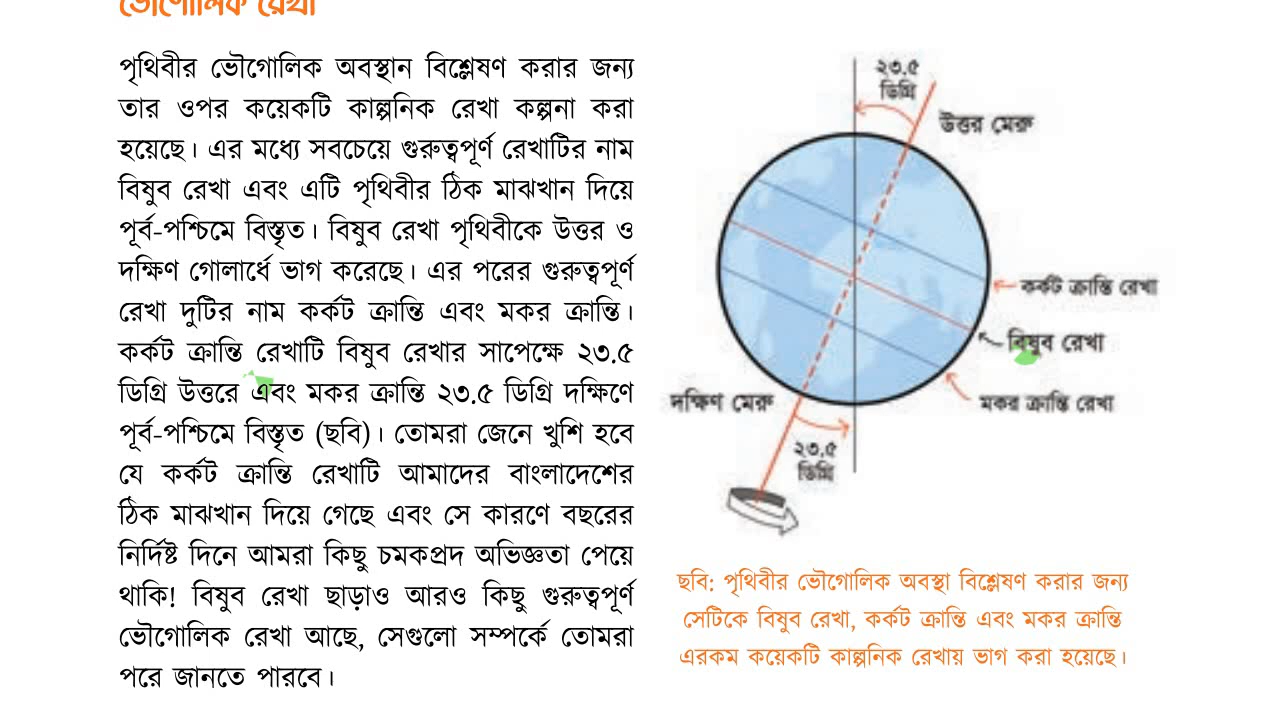 ভৌগোলিক রেখা
পৃথিবীর ভৌগোলিক অবস্থান বিশ্লেষণ করার জন্য
তার ওপর কয়েকটি কাল্পনিক রেখা কল্পনা করা
হয়েছে। এর মধ্যে সবচেয়ে গুরুত্বপূর্ণ রেখাটির নাম
বিষুব রেখা এবং এটি পৃথিবীর ঠিক মাঝখান দিয়ে
পূর্ব-পশ্চিমে বিস্তৃত। বিষুব রেখা পৃথিবীকে উত্তর ও
দক্ষিণ গোলার্ধে ভাগ করেছে। এর পরের গুরুত্বপূর্ণ
রেখা দুটির নাম কর্কট ক্রান্তি এবং মকর ক্রান্তি।
কর্কট ক্রান্তি রেখাটি বিষুব রেখার সাপেক্ষে ২৩.৫
ডিগ্রি উত্তরে এবং মকর ক্রান্তি ২৩.৫ ডিগ্রি দক্ষিণে
পূর্ব-পশ্চিমে বিস্তৃত (ছবি)। তোমরা জেনে খুশি হবে
যে কর্কট ক্রান্তি রেখাটি আমাদের বাংলাদেশের
ঠিক মাঝখান দিয়ে গেছে এবং সে কারণে বছরের
নির্দিষ্ট দিনে আমরা কিছু চমকপ্রদ অভিজ্ঞতা পেয়ে
থাকি! বিষুব রেখা ছাড়াও আরও কিছু গুরুত্বপূর্ণ
ভৌগোলিক রেখা আছে, সেগুলো সম্পর্কে তোমরা
পরে জানতে পারবে।
২৩.৫
ডিগ্রি
উত্তর মেরু
কর্কট ক্রান্তি রেখা
বিষুব রেখা
মকর ক্রান্তি রেখা
দক্ষিণ মেরু
২৩.৫
ডিগ্রি
ছবি: পৃথিবীর ভৌগোলিক অবস্থা বিশ্লেষণ করার জন্য
সেটিকে বিষুব রেখা, কর্কট ক্রান্তি এবং মকর ক্রান্তি
এরকম কয়েকটি কাল্পনিক রেখায় ভাগ করা হয়েছে।